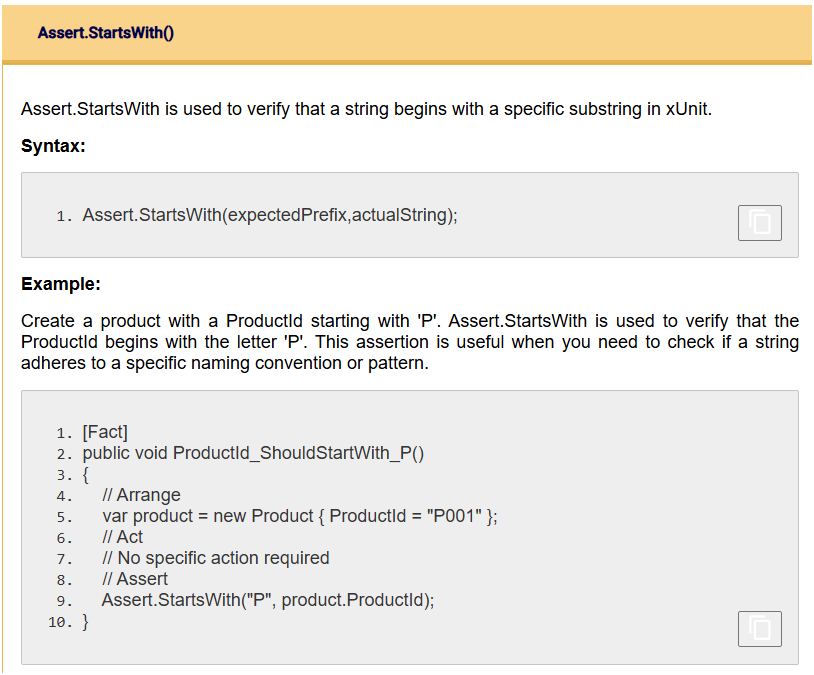 Assert.StartsWith()
Assert.StartsWith is used to verify that a string begins with a specific substring in xUnit.
Syntax:
1. Assert.StartsWith(expectedPrefix,actualString);
Example:
Create a product with a ProductId starting with 'P'. Assert.StartsWith is used to verify that the
ProductId begins with the letter 'P'. This assertion is useful when you need to check if a string
adheres to a specific naming convention or pattern.
1. [Fact]
2. public void ProductId_ShouldStartWith_P()
3. {
4. // Arrange
5. var product = new Product { ProductId = "P001" };
6. // Act
7. // No specific action required
8. // Assert
9. Assert.StartsWith("P", product.ProductId);
10. }